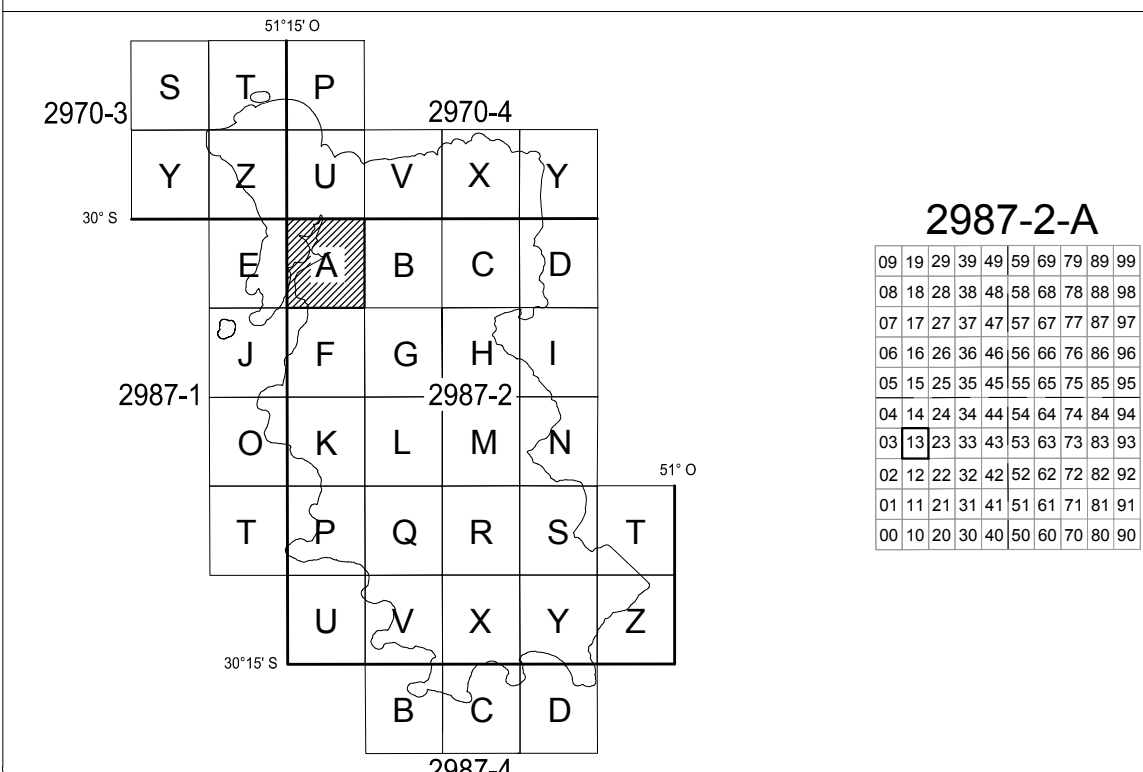 51°15' O
S T P
2970-3 2970-4
Y Z U V X Y
30° S
E A B C D
J F G H I
2987-1 2987-2
O K L M N
51° O
T P Q R S T
U V X Y Z
30°15' S
B C D
2987-4
2987-2-A
09 19 29 39 49 59 69 79 89 99
08 18 28 38 48 58 68 78 88 98
07 17 27 37 47 57 67 77 87 97
06 16 26 36 46 56 66 76 86 96
05 15 25 35 45 55 65 75 85 95
04 14 24 34 44 54 64 74 84 94
03 13 23 33 43 53 63 73 83 93
02 12 22 32 42 52 62 72 82 92
01 11 21 31 41 51 61 71 81 91
00 10 20 30 40 50 60 70 80 90